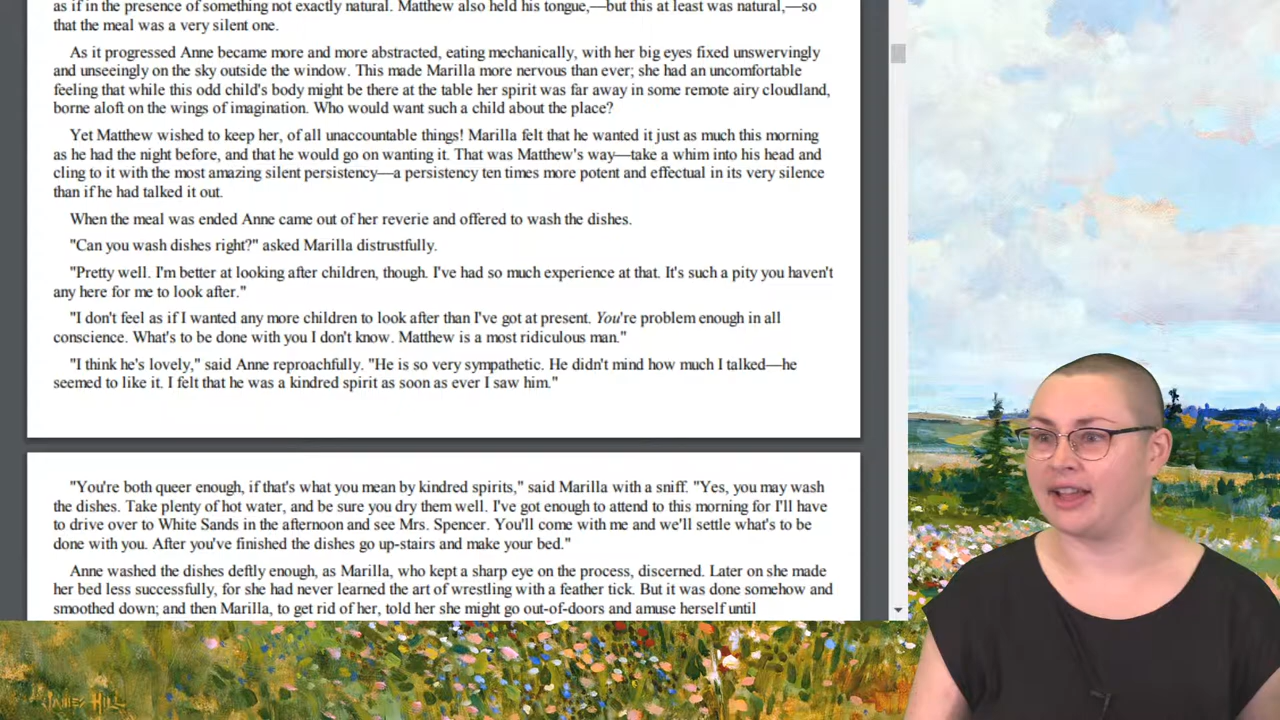 as if in the presence of something not exactly natural. Matthew also held his tongue,—but this at least was natural,—so
that the meal was a very silent one.
As it progressed Anne became more and more abstracted, eating mechanically, with her big eyes fixed unswervingly
and unseeingly on the sky outside the window. This made Marilla more nervous than ever; she had an uncomfortable
feeling that while this odd child's body might be there at the table her spirit was far away in some remote airy cloudland,
borne aloft on the wings of imagination. Who would want such a child about the place?
Yet Matthew wished to keep her, of all unaccountable things! Marilla felt that he wanted it just as much this morning
as he had the night before, and that he would go on wanting it. That was Matthew's way—take a whim into his head and
cling to it with the most amazing silent persistency—a persistency ten times more potent and effectual in its very silence
than if he had talked it out.
When the meal was ended Anne came out of her reverie and offered to wash the dishes.
"Can you wash dishes right?" asked Marilla distrustfully.
"Pretty well. I'm better at looking after children, though. I've had so much experience at that. It's such a pity you haven't
any here for me to look after."
"I don't feel as if I wanted any more children to look after than I've got at present. You're problem enough in all
conscience. What's to be done with you I don't know. Matthew is a most ridiculous man."
"I think he's lovely," said Anne reproachfully. "He is so very sympathetic. He didn't mind how much I talked—he
seemed to like it. I felt that he was a kindred spirit as soon as ever I saw him."
"You're both queer enough, if that's what you mean by kindred spirits," said Marilla with a sniff. "Yes, you may wash
the dishes. Take plenty of hot water, and be sure you dry them well. I've got enough to attend to this morning for I'll have
to drive over to White Sands in the afternoon and see Mrs. Spencer. You'll come with me and we'll settle what's to be
done with you. After you've finished the dishes go up-stairs and make your bed."
Anne washed the dishes deftly enough, as Marilla, who kept a sharp eye on the process, discerned. Later on she made
her bed less successfully, for she had never learned the art of wrestling with a feather tick. But it was done somehow and
smoothed down; and then Marilla, to get rid of her, told her she might go out-of-doors and amuse herself until
JAMES HILL